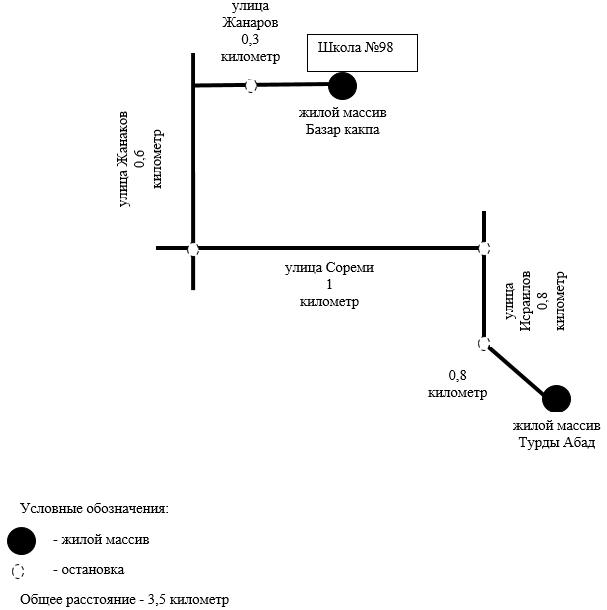 улица
Жанаров
0,3
километр
Школа №98
жилой массив
Базар какпа
улица Жанаков
0,6
километр
улица Сореми
1
километр
улица
Исраилов
0,8
километр
0,8
километр
жилой массив
Турды Абад
Условные обозначения:
- жилой массив
- остановка
Общее расстояние - 3,5 километр